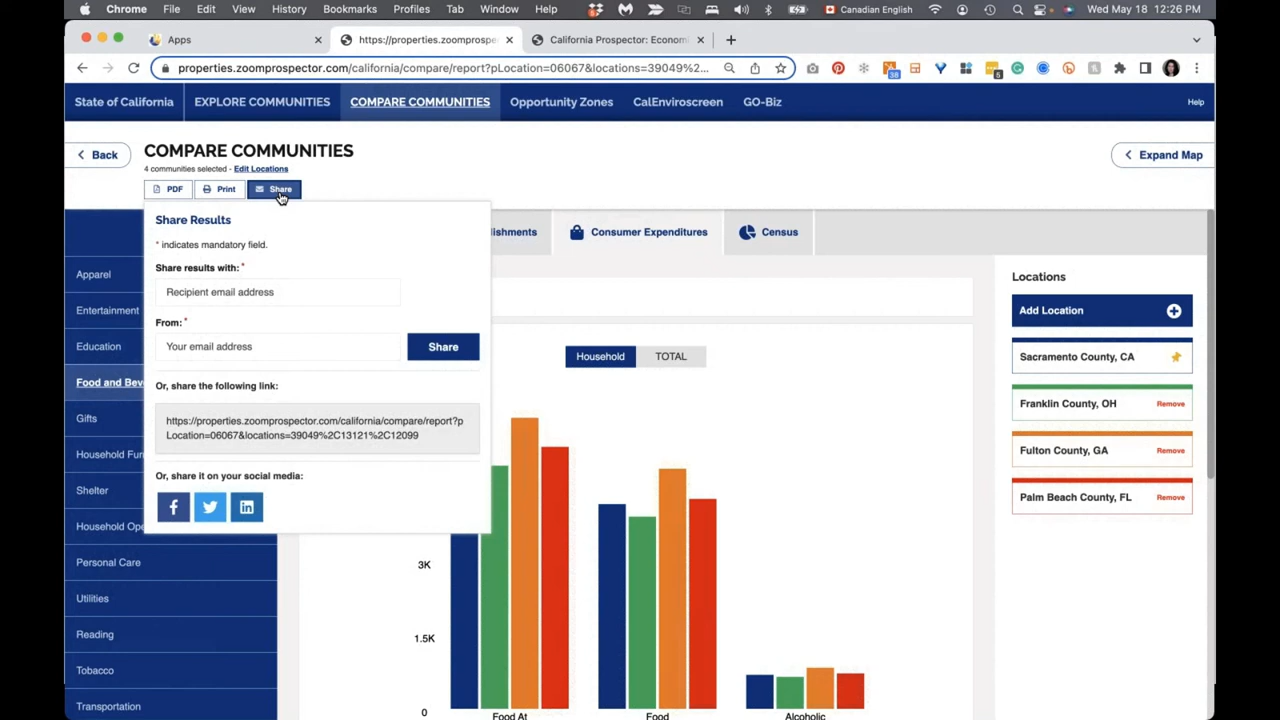 Chrome File Edit View History Bookmarks Profiles Tab Window Help Canadian English Wed May 18 12:26 PM
Apps https://properties.zoomprospe California Prospector: Econom
properties.zoomprospector.com/california/compare/report?pLocation=06067&locations=39049%2... 38 5
State of California EXPLORE COMMUNITIES COMPARE COMMUNITIES Opportunity Zones CalEnviroscreen GO-Biz Help
Back COMPARE COMMUNITIES Expand Map
4 communities selected - Edit Locations
PDF Print Share
Share Results
* indicates mandatory field.
Share results with: *
Recipient email address
From: *
Your email address Share
Or, share the following link:
https://properties.zoomprospector.com/california/compare/report?p
Location=06067&locations=39049%2C13121%2C12099
Or, share it on your social media:
lishments Consumer Expenditures Census
Apparel
Entertainment
Education
Food and Bev
Gifts
Household Fur
Shelter
Household Ope
Personal Care
Utilities
Reading
Tobacco
Transportation
Household TOTAL
3K
1.5K
0
Food At Food Alcoholic
Locations
Add Location
Sacramento County, CA
Franklin County, OH Remove
Fulton County, GA Remove
Palm Beach County, FL Remove